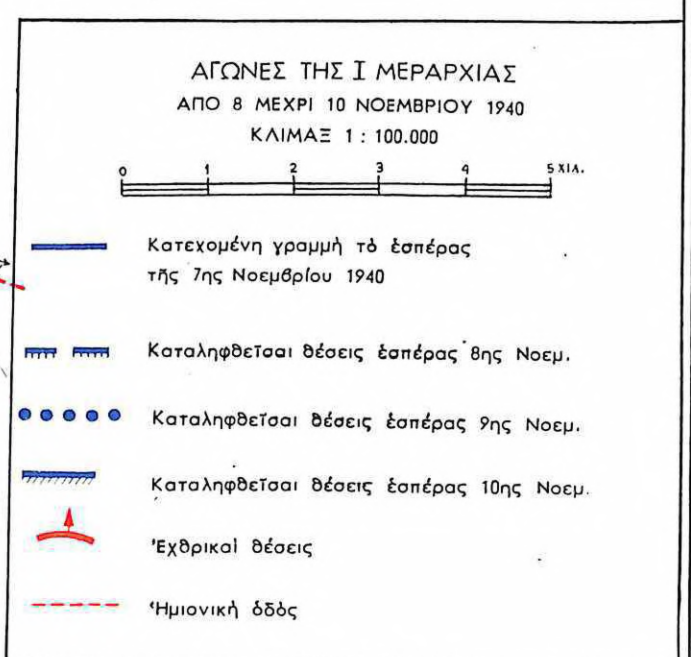 ΑΓΩΝΕΣ ΤΗΣ Ι ΜΕΡΑΡΧΙΑΣ
ΑΠΟ 8 ΜΕΧΡΙ 10 ΝΟΕΜΒΡΙΟΥ 1940
ΚΛΙΜΑΞ 1 : 100.000
0 1 2 3 4 5 ΧΙΛ.
Κατεχομένη γραμμὴ τὸ ἑσπέρας
τῆς 7ης Νοεμβρίου 1940
Καταληφθεῖσαι θέσεις ἑσπέρας 8ης Νοεμ.
Καταληφθεῖσαι θέσεις ἑσπέρας 9ης Νοεμ.
Καταληφθεῖσαι θέσεις ἑσπέρας 10ης Νοεμ.
Ἐχθρικαὶ θέσεις
Ἡμιονικὴ ὁδὸς